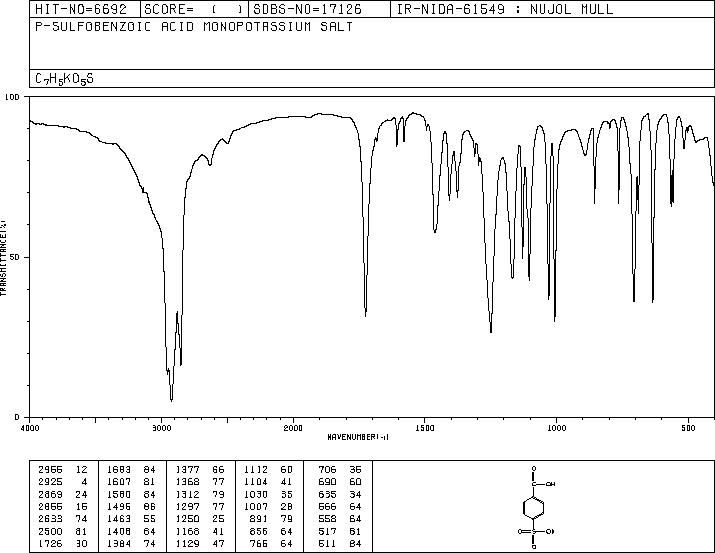 HIT-NO=6692 SCORE= ( ) SDBS-NO=17126 IR-NIDA-61549 : NUJOL MULL
P-SULFOBENZOIC ACID MONOPOTASSIUM SALT
C7H5KO5S
100
50
0
TRANSMITTANCE(%)
4000 3000 2000 1500 1000 500
WAVENUMBER(-1)
2955 12 1683 84 1377 66 1112 60 706 35
2925 4 1607 81 1368 77 1104 41 690 60
2869 24 1580 84 1312 79 1030 35 635 34
2855 15 1495 86 1297 77 1007 28 566 64
2633 74 1463 55 1250 25 891 79 558 64
2500 81 1408 64 1168 41 856 64 517 81
1726 30 1384 74 1129 47 766 64 511 84
O
C OH
O S OH
O